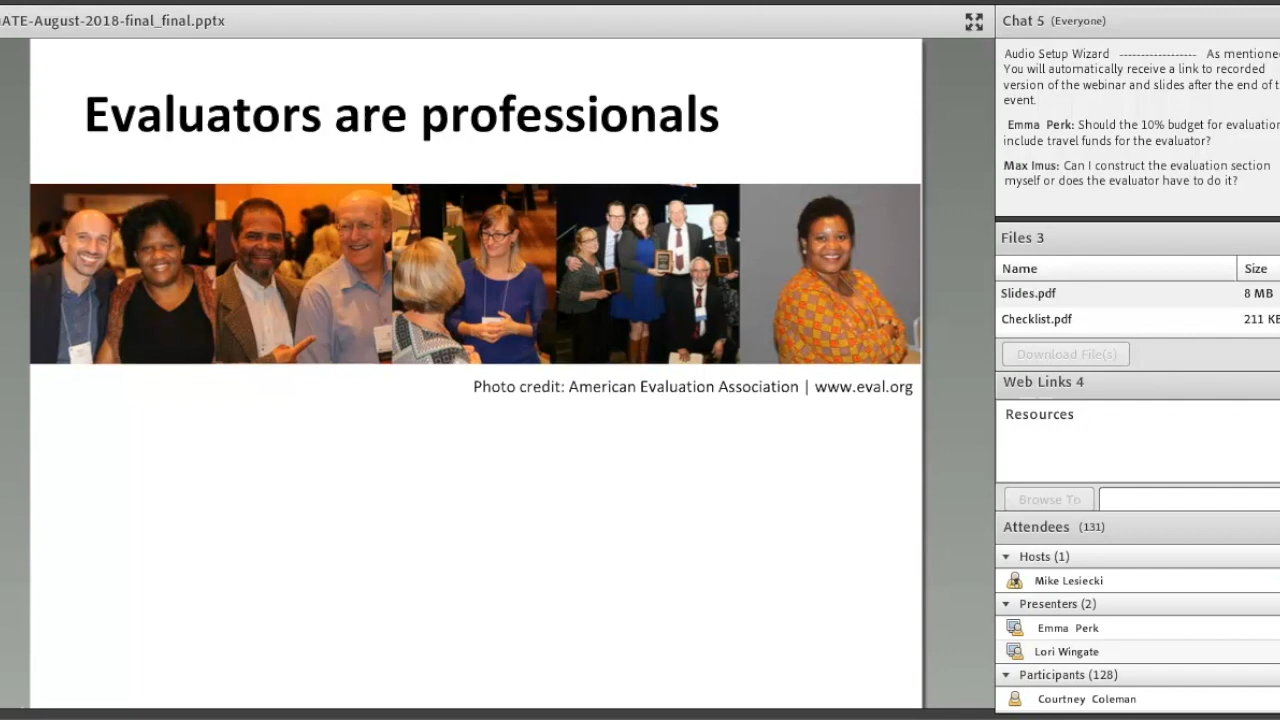 ATE-August-2018-final_final.pptx
Evaluators are professionals
Photo credit: American Evaluation Association | www.eval.org
Chat 5 (Everyone)
Audio Setup Wizard ------------------ As mentione
You will automatically receive a link to recorded
version of the webinar and slides after the end of t
event.
Emma Perk: Should the 10% budget for evaluation
include travel funds for the evaluator?
Max Imus: Can I construct the evaluation section
myself or does the evaluator have to do it?
Files 3
Name Size
Slides.pdf 8 MB
Checklist.pdf 211 KB
Download File(s)
Web Links 4
Resources
Browse To
Attendees (131)
Hosts (1)
Mike Lesiecki
Presenters (2)
Emma Perk
Lori Wingate
Participants (128)
Courtney Coleman